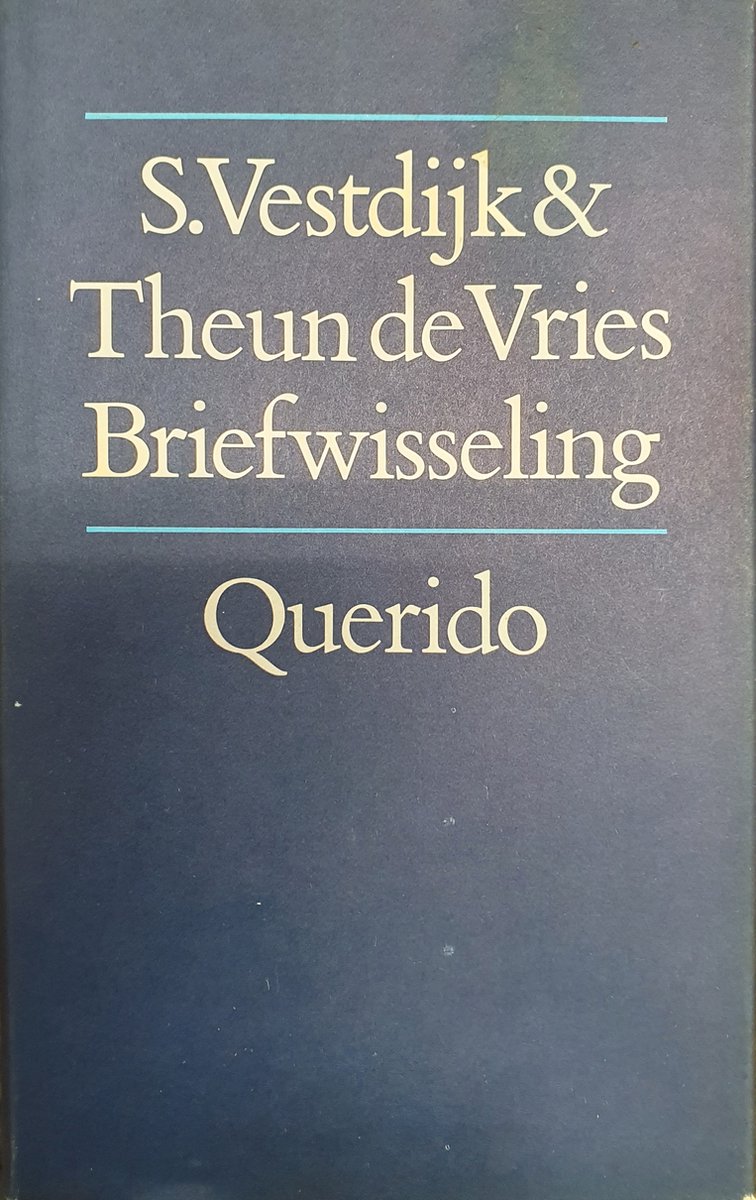 S. Vestdijk &
Theun de Vries
Briefwisseling
Querido